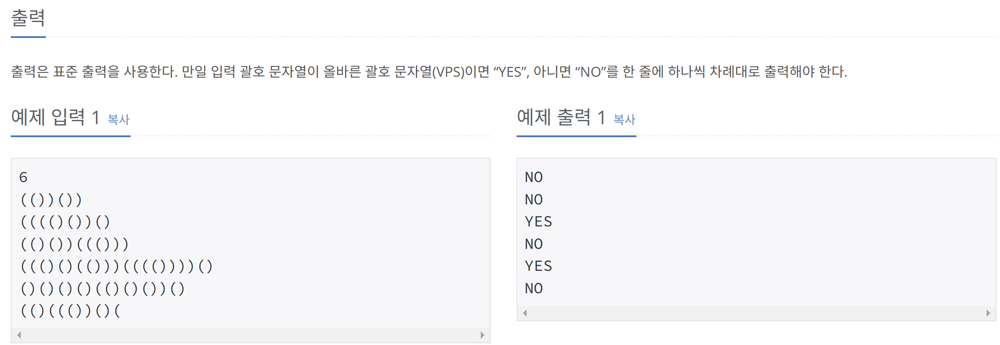 출력
출력은 표준 출력을 사용한다. 만일 입력 괄호 문자열이 올바른 괄호 문자열(VPS)이면 “YES”, 아니면 “NO”를 한 줄에 하나씩 차례대로 출력해야 한다.
예제 입력 1 복사
6
(())())
(((()())()
(()())((()))
((()()(()))(((())))()
()()()()(()()())()
(()((())()(
예제 출력 1 복사
NO
NO
YES
NO
YES
NO